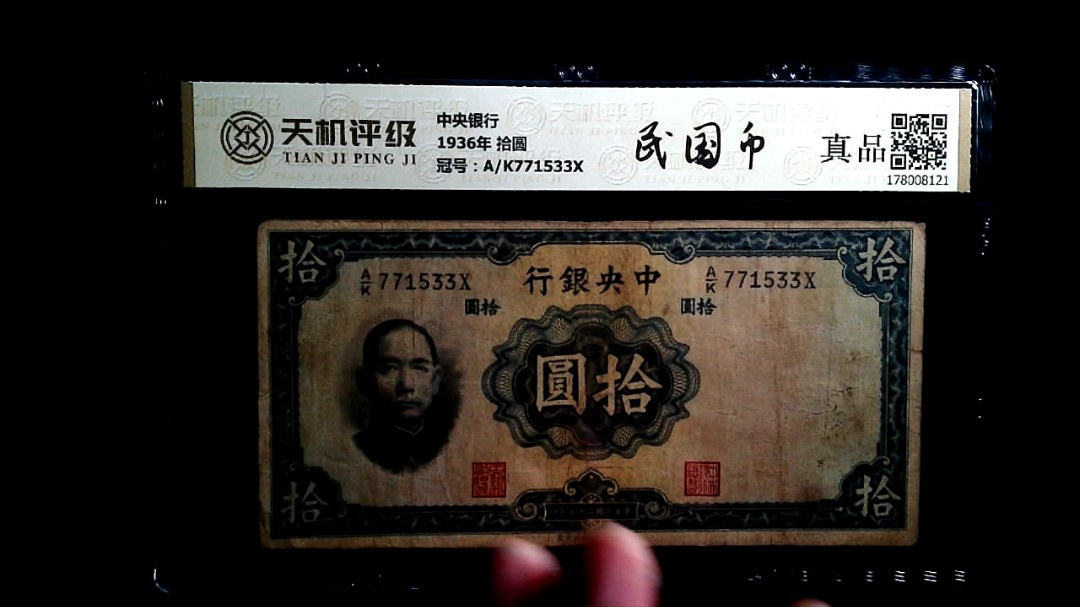 天机评级
TIAN JI PING JI
中央银行
1936年 拾圆
冠号：A/K771533X
民国币
真品
178008121
拾
拾
A/K 771533X
行銀央中
A/K 771533X
圓拾
圓拾
圓拾
拾
拾